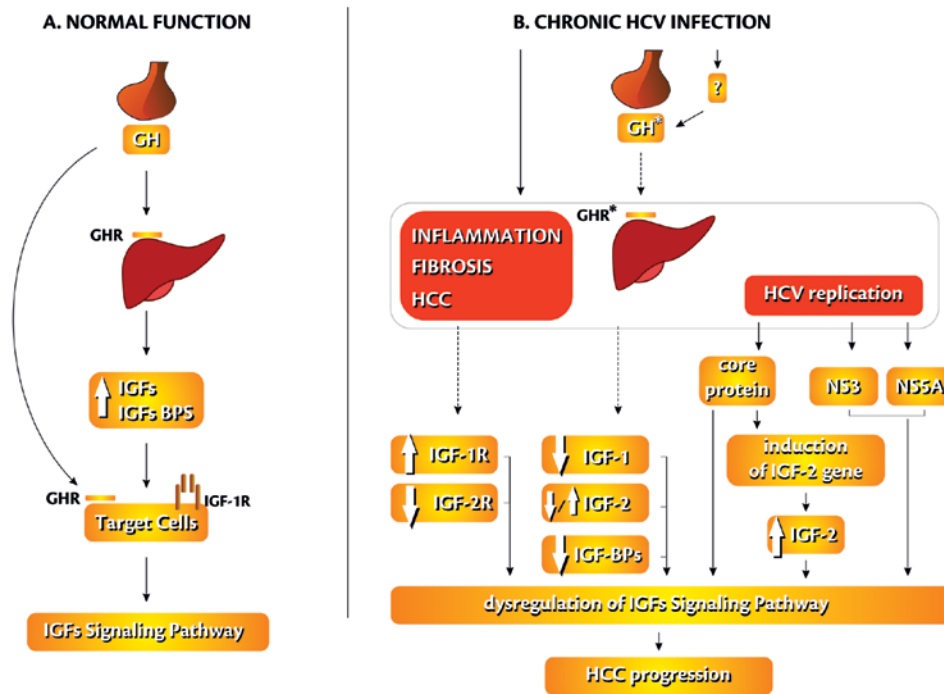 A. NORMAL FUNCTION
GH
GHR
IGFs
IGFs BPS
GHR
IGF-1R
Target Cells
IGFs Signaling Pathway
B. CHRONIC HCV INFECTION
?
GH*
GHR*
INFLAMMATION
FIBROSIS
HCC
HCV replication
core
protein
NS3
NS5A
IGF-1R
IGF-2R
IGF-1
/ IGF-2
IGF-BPs
induction
of IGF-2 gene
IGF-2
dysregulation of IGFs Signaling Pathway
HCC progression